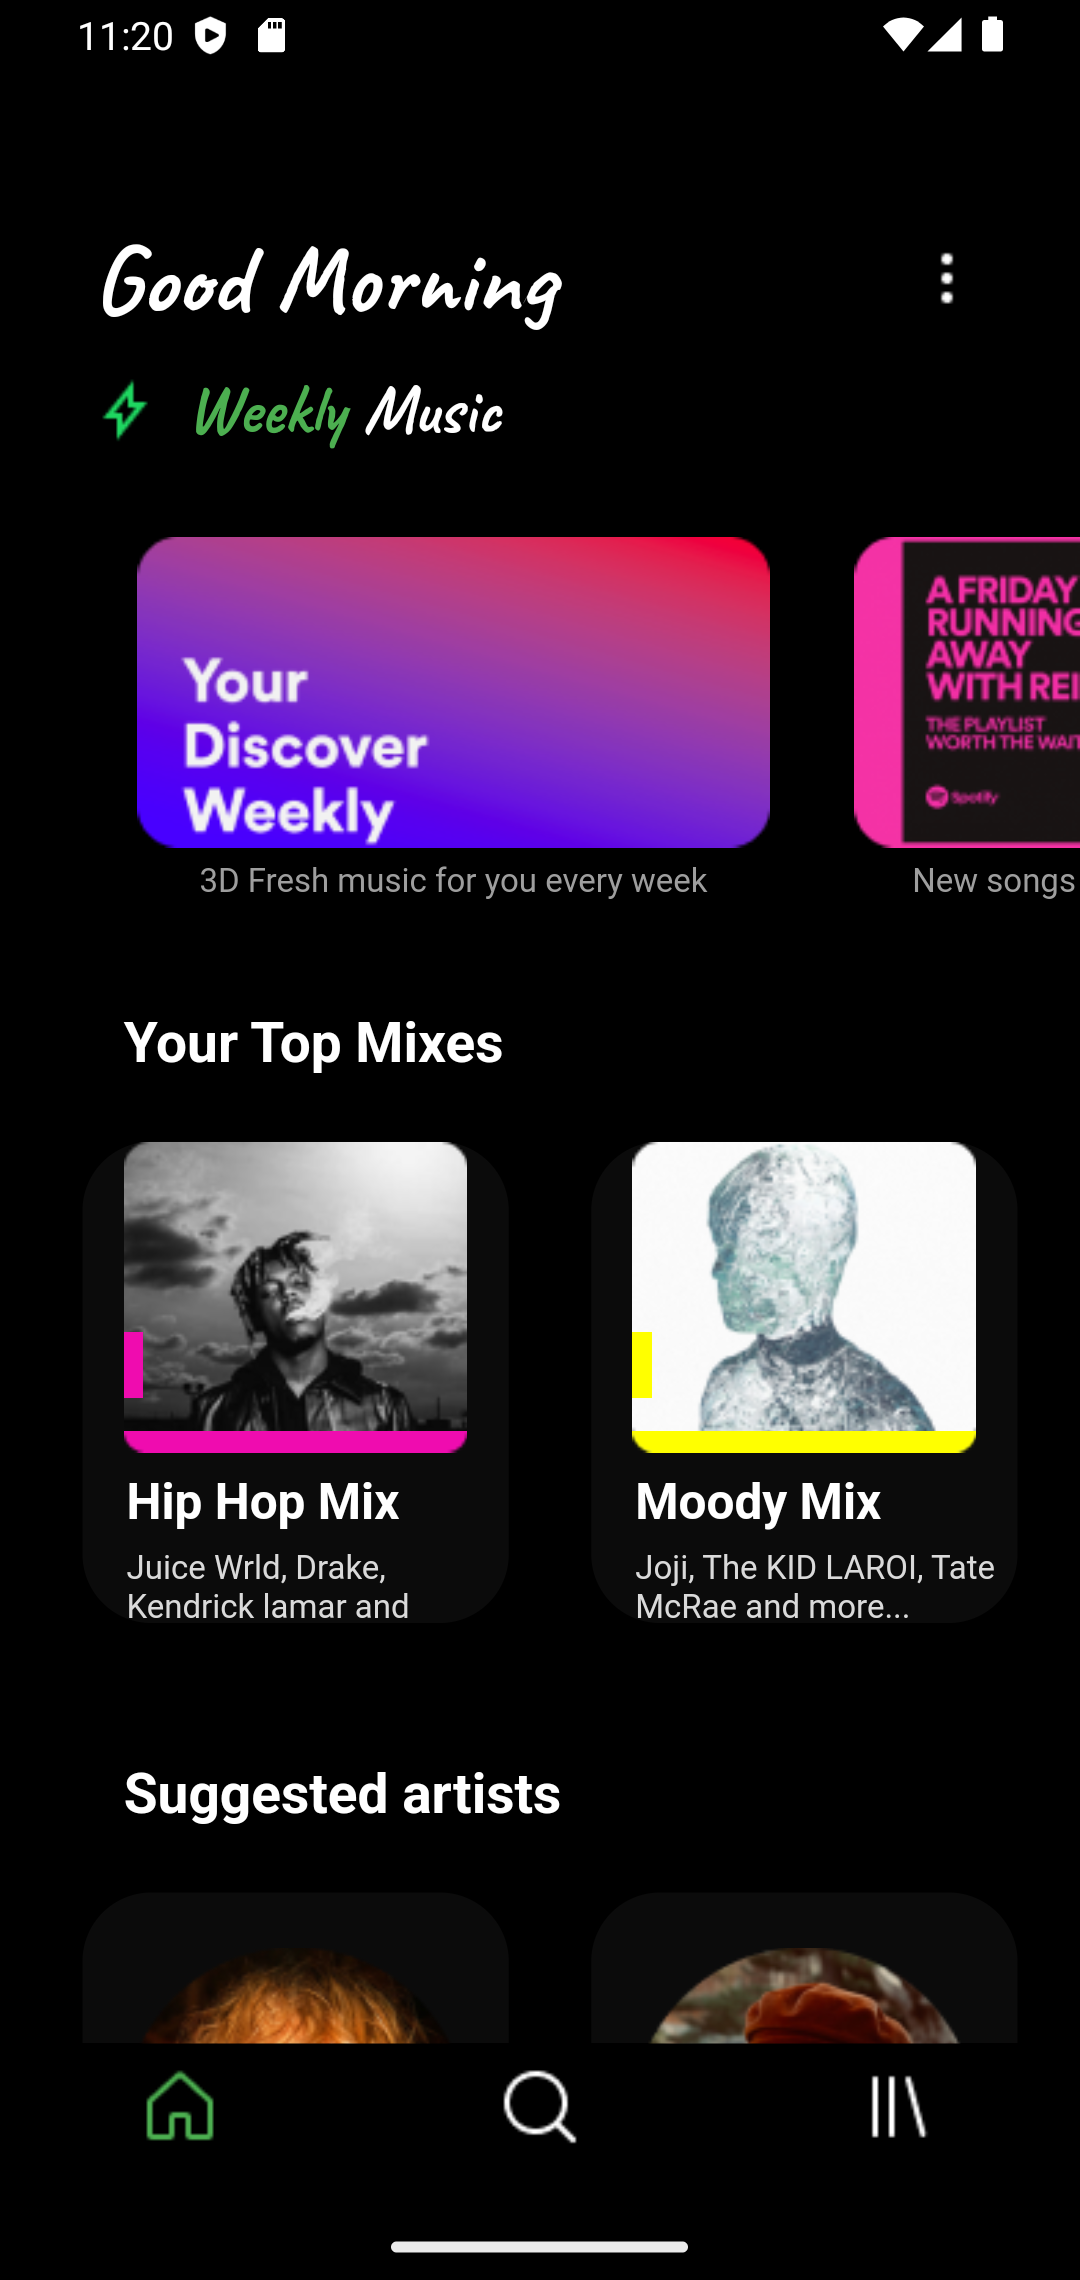 11:20
Good Morning
Weekly Music
Your
Discover
Weekly
A FRIDAY
RUNNING
AWAY
WITH REI
THE PLAYLIST
WORTH THE WAIT
Spotify
3D Fresh music for you every week
New songs
Your Top Mixes
Hip Hop Mix
Juice Wrld, Drake,
Kendrick lamar and
Moody Mix
Joji, The KID LAROI, Tate
McRae and more...
Suggested artists